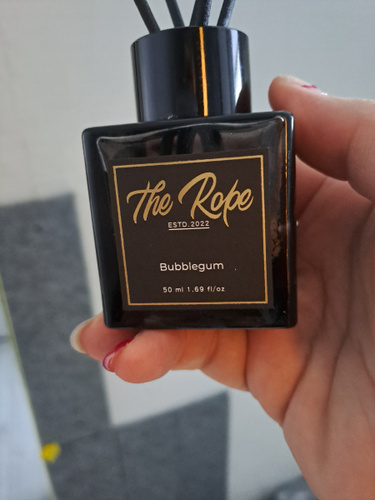 The Rope
ESTD.2022
Bubblegum
50 ml 1.69 fl/oz